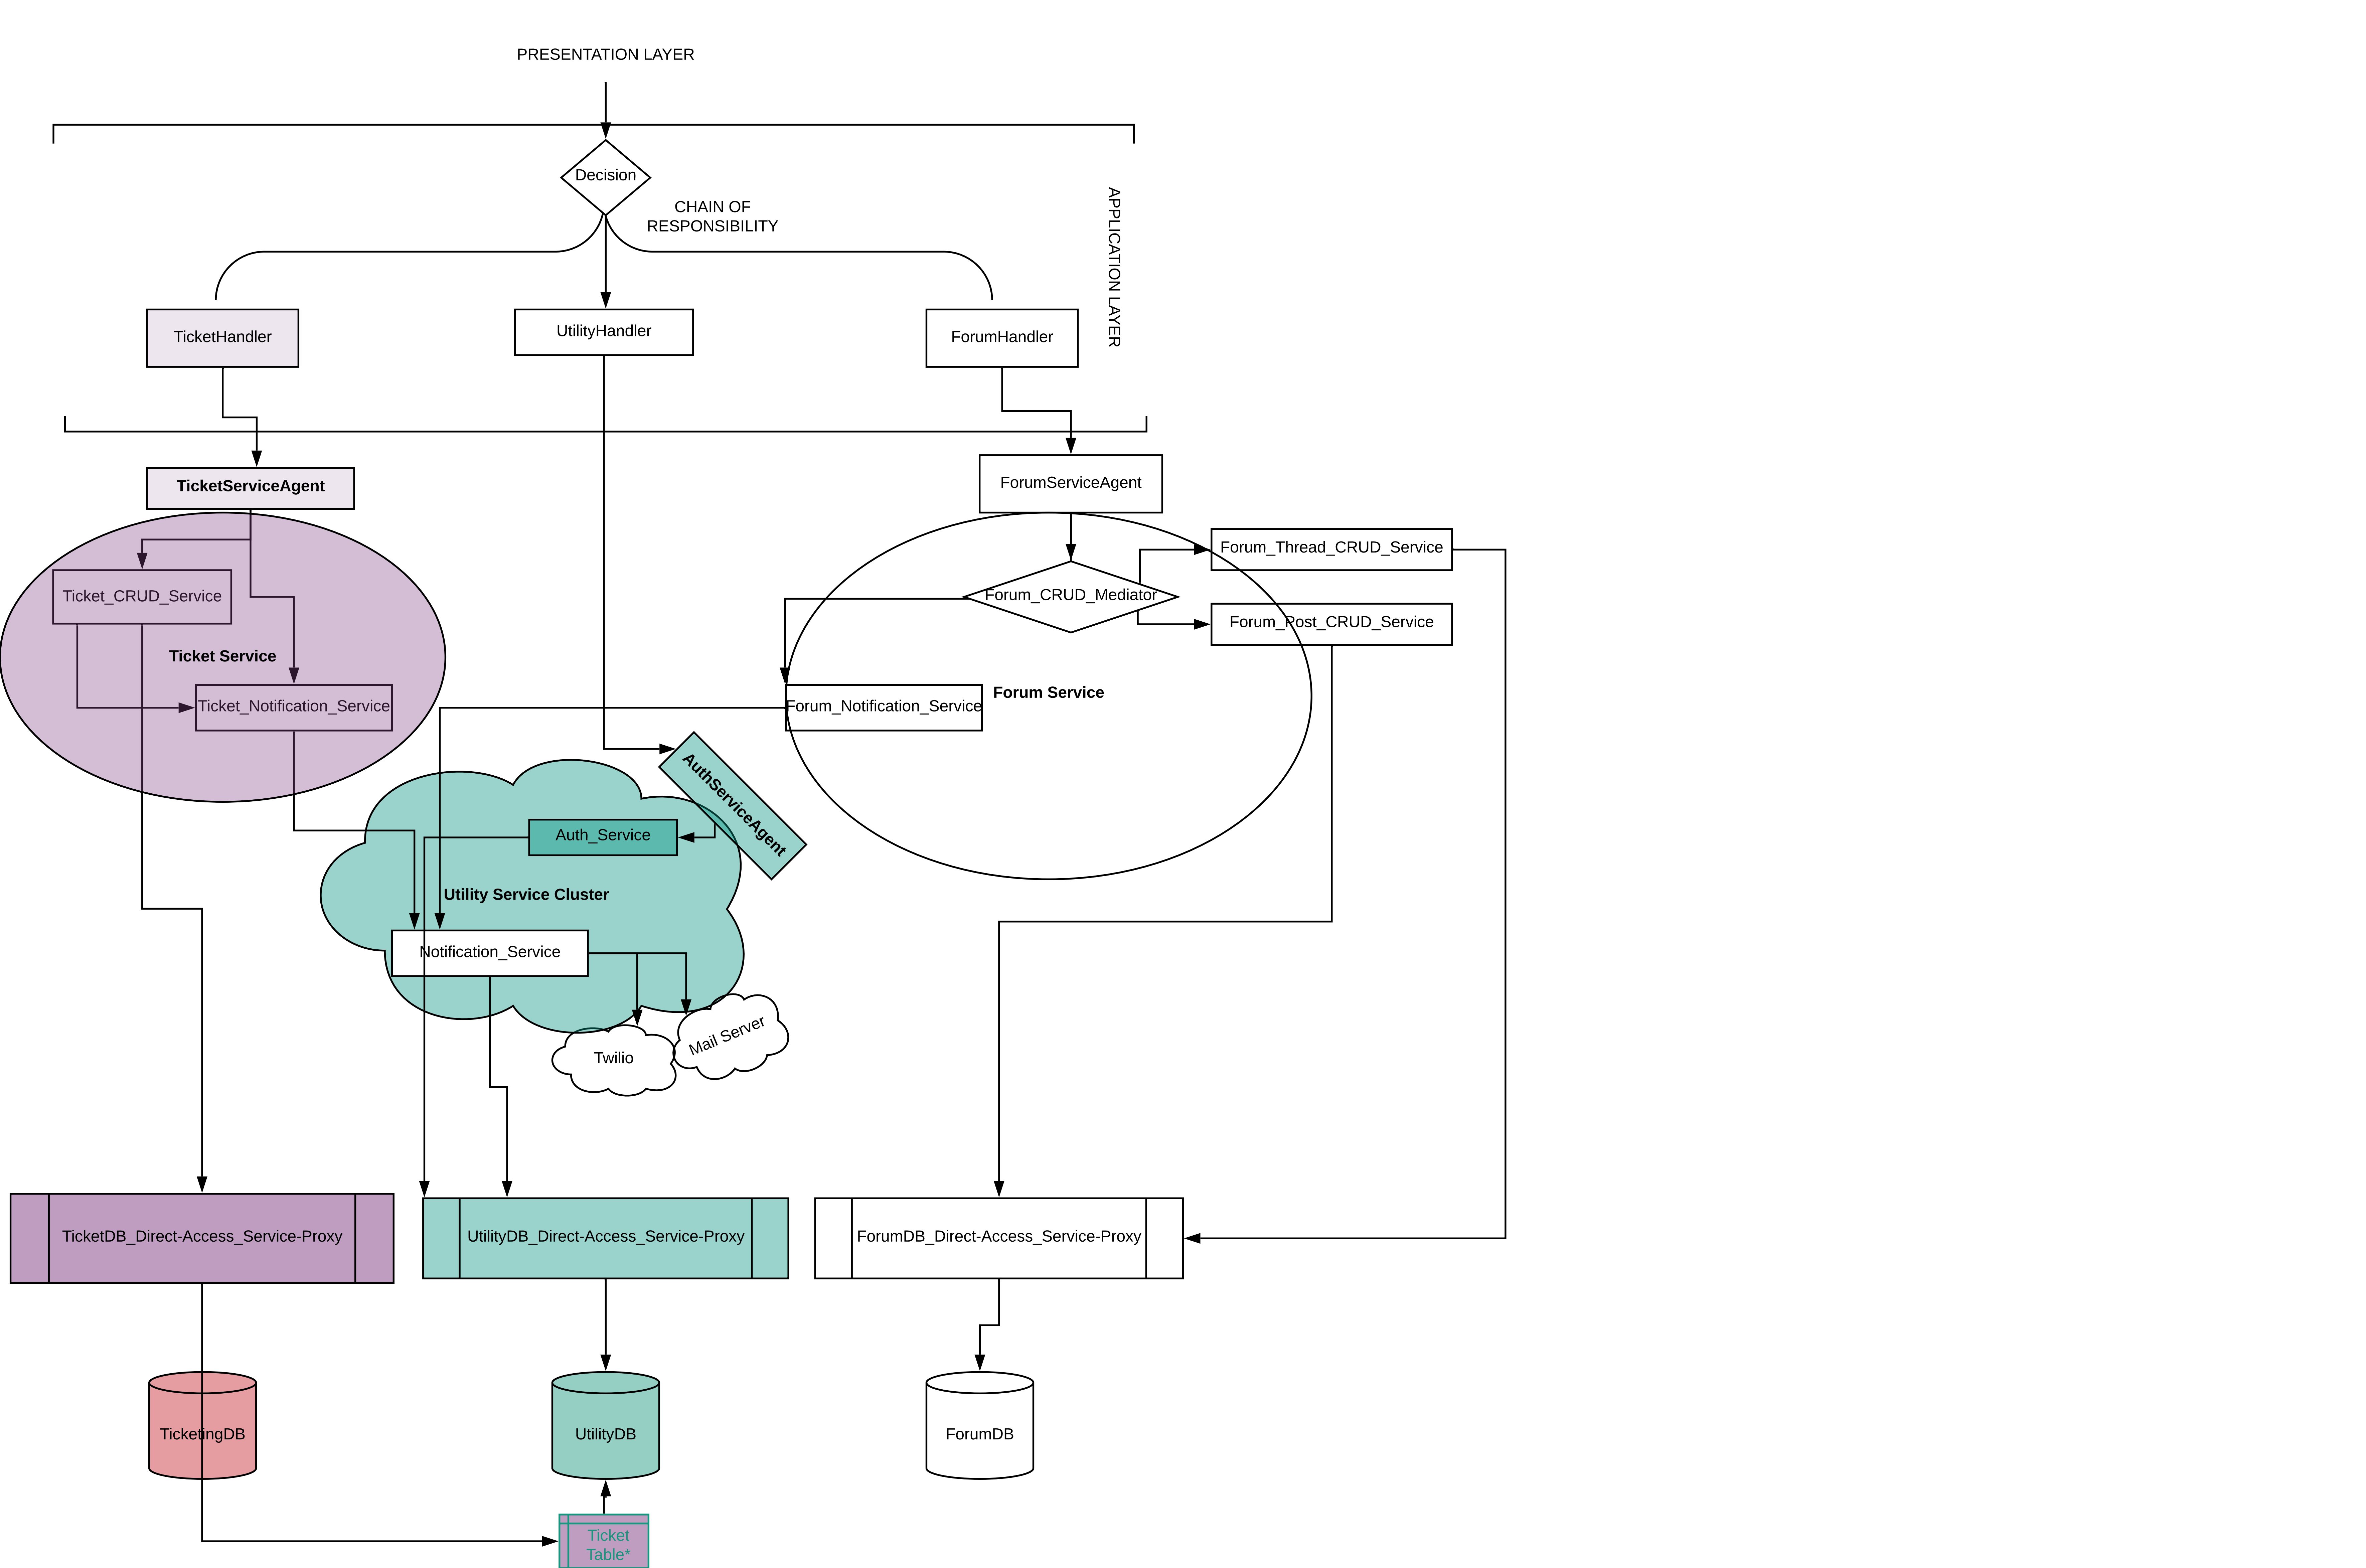 PRESENTATION LAYER
Decision
CHAIN OF
RESPONSIBILITY
APPLICATION LAYER
TicketHandler
UtilityHandler
ForumHandler
TicketServiceAgent
ForumServiceAgent
Forum_Thread_CRUD_Service
Ticket_CRUD_Service
Forum_CRUD_Mediator
Forum_Post_CRUD_Service
Ticket Service
Forum Service
Ticket_Notification_Service
Forum_Notification_Service
AuthServiceAgent
Auth_Service
Utility Service Cluster
Notification_Service
Mail Server
Twilio
TicketDB_Direct-Access_Service-Proxy
UtilityDB_Direct-Access_Service-Proxy
ForumDB_Direct-Access_Service-Proxy
TicketingDB
UtilityDB
ForumDB
Ticket
Table*